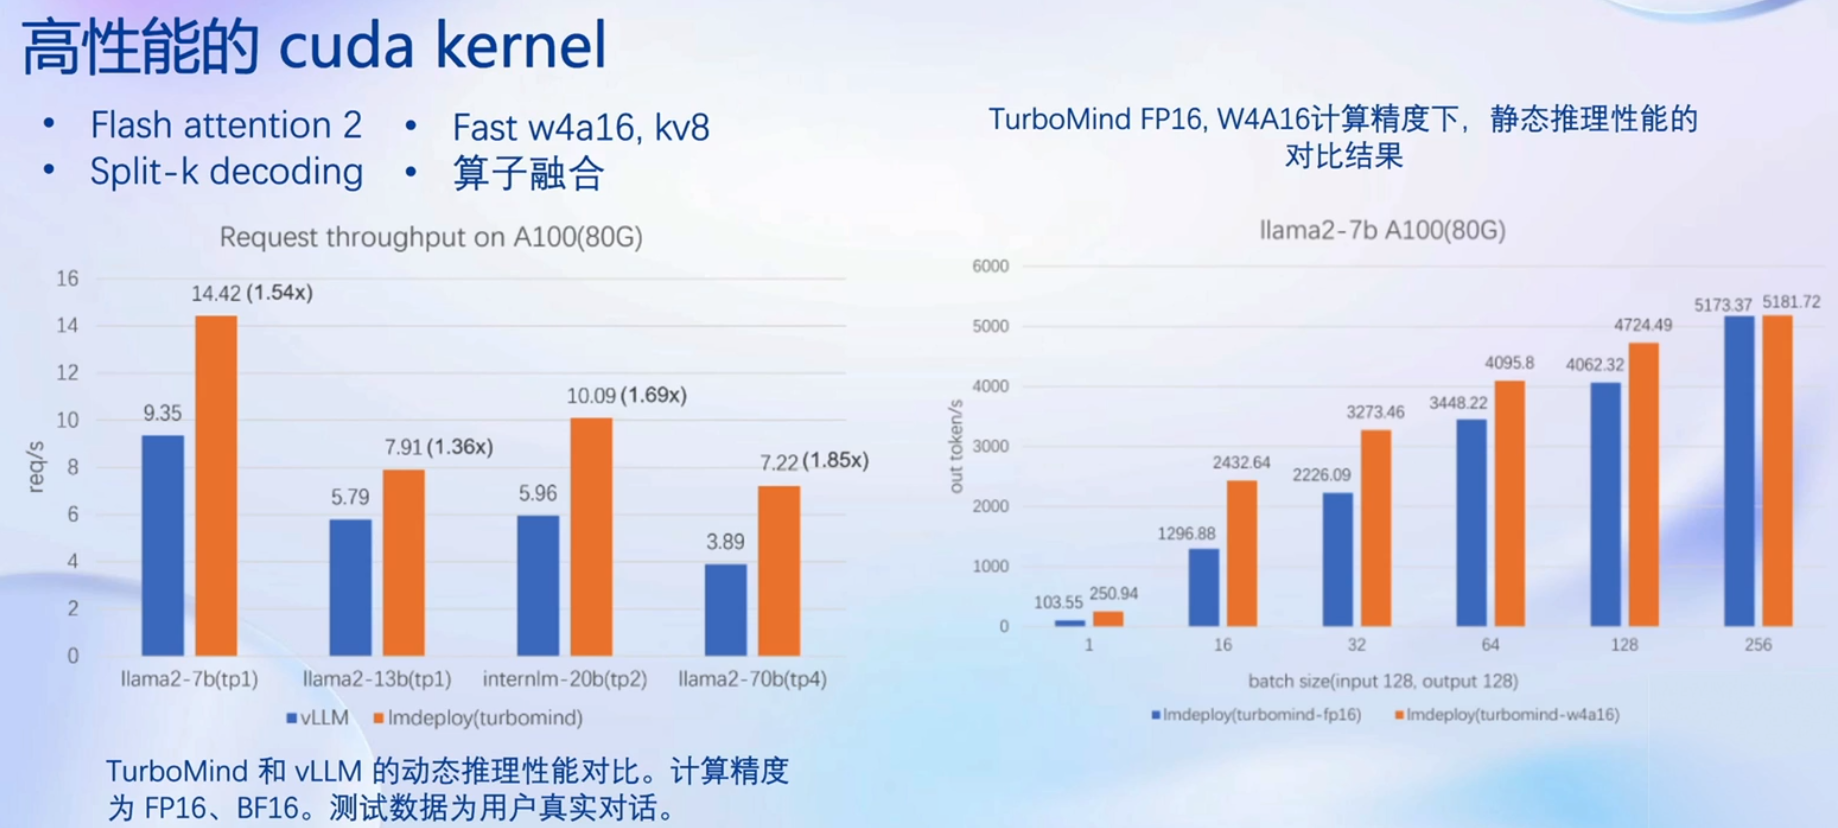 高性能的 cuda kernel
• Flash attention 2
• Split-k decoding
• Fast w4a16, kv8
• 算子融合
Request throughput on A100(80G)
req/s
16
14
12
10
8
6
4
2
0
9.35
14.42 (1.54x)
5.79
7.91 (1.36x)
5.96
10.09 (1.69x)
3.89
7.22 (1.85x)
llama2-7b(tp1)
llama2-13b(tp1)
internlm-20b(tp2)
llama2-70b(tp4)
vLLM
lmdeploy(turbomind)
TurboMind 和 vLLM 的动态推理性能对比。计算精度
为 FP16、BF16。测试数据为用户真实对话。
TurboMind FP16, W4A16计算精度下，静态推理性能的
对比结果
llama2-7b A100(80G)
out token/s
6000
5000
4000
3000
2000
1000
0
103.55
250.94
1296.88
2432.64
2226.09
3273.46
3448.22
4095.8
4062.32
4724.49
5173.37
5181.72
1
16
32
64
128
256
batch size(input 128, output 128)
lmdeploy(turbomind-fp16)
lmdeploy(turbomind-w4a16)